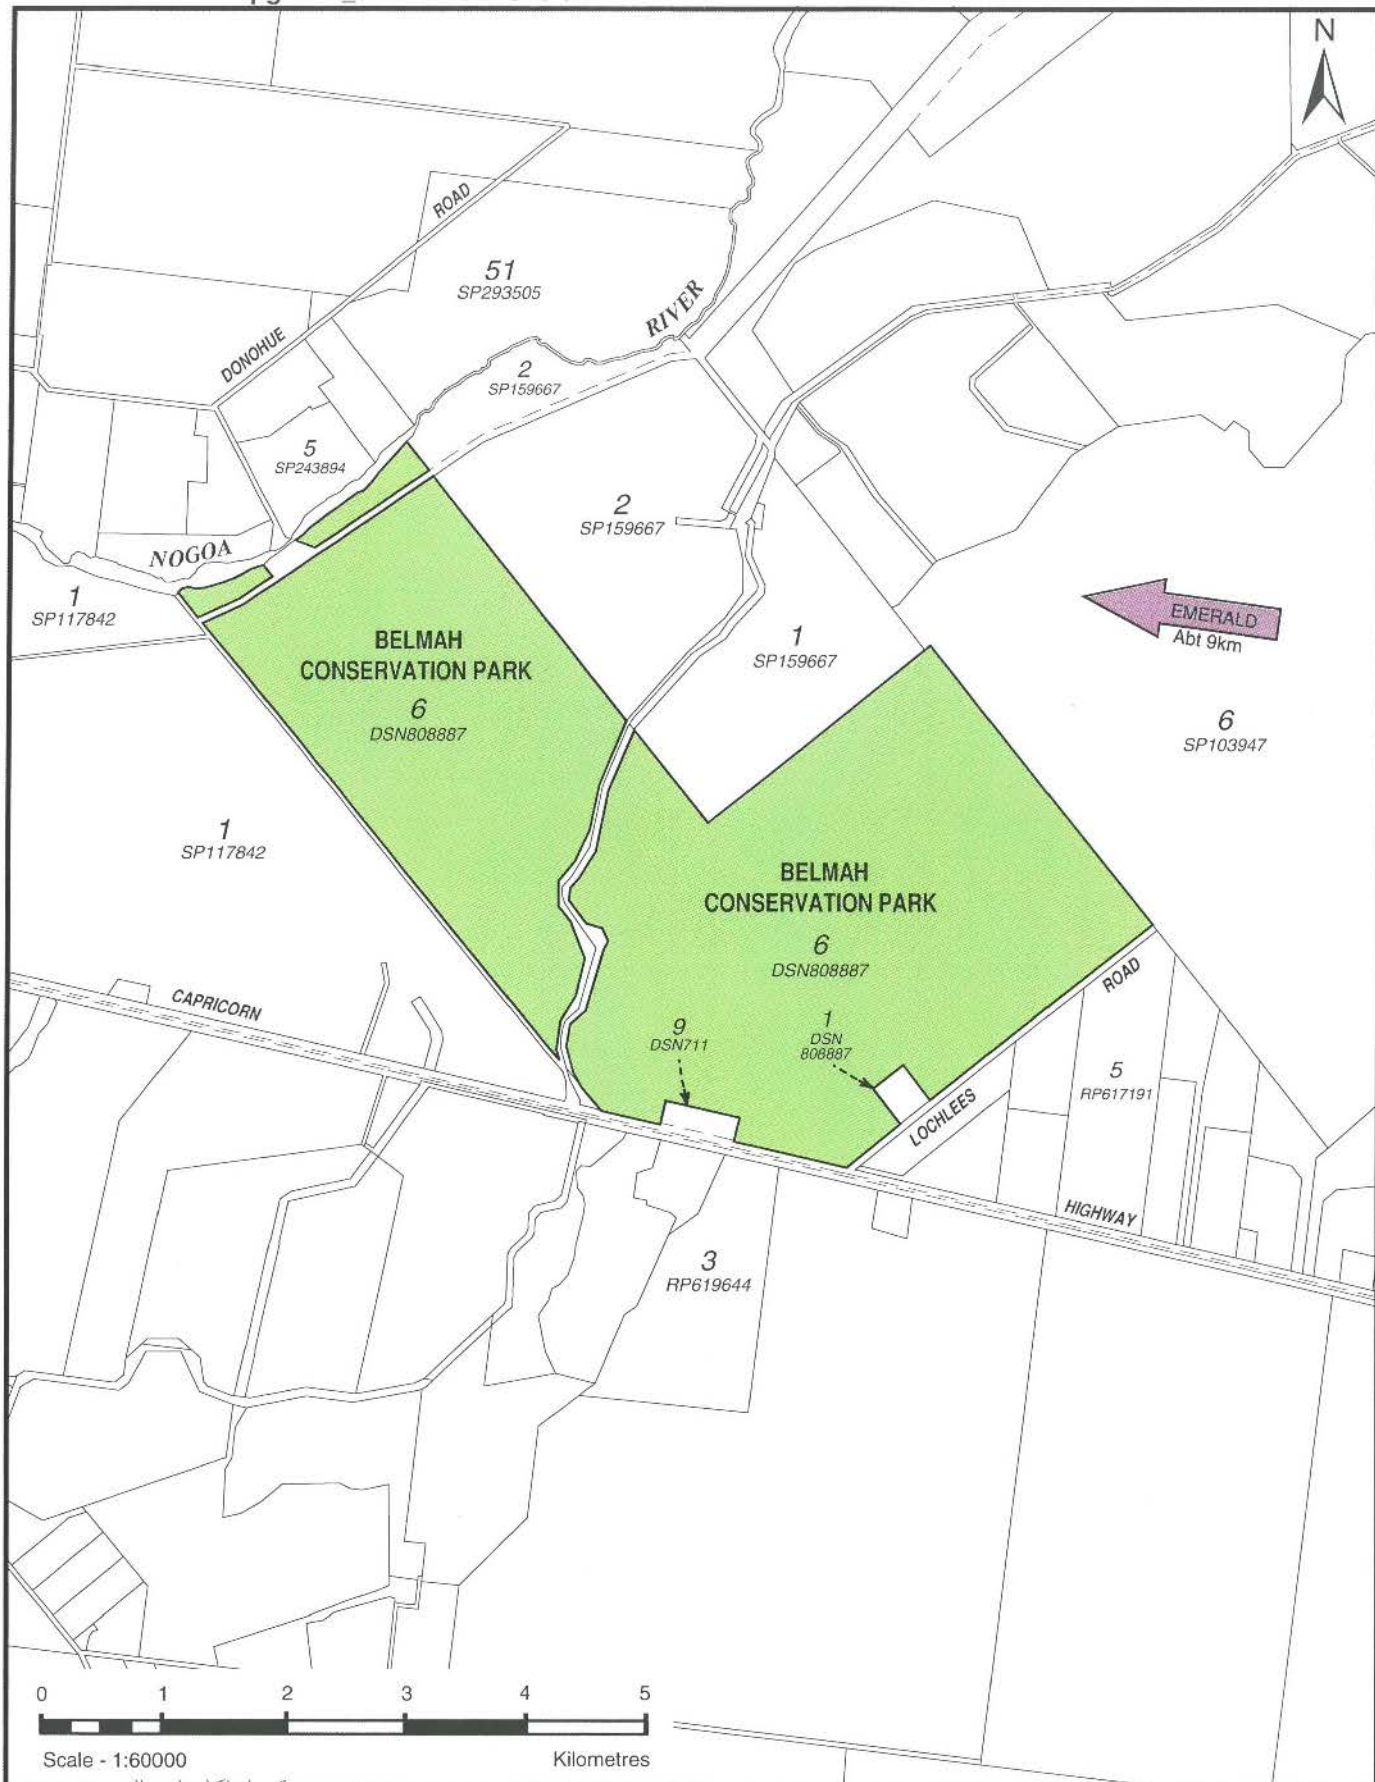 N
ROAD
51
SP293505
RIVER
DONOHUE
2
SP159667
5
SP243894
2
SP159667
NOGOA
1
SP117842
EMERALD
Abt 9km
BELMAH
CONSERVATION PARK
6
DSN808887
1
SP159667
6
SP103947
1
SP117842
BELMAH
CONSERVATION PARK
6
DSN808887
ROAD
CAPRICORN
9
DSN711
1
DSN
808887
5
RP617191
LOCHLEES
HIGHWAY
3
RP619644
0 1 2 3 4 5
Scale - 1:60000
Kilometres